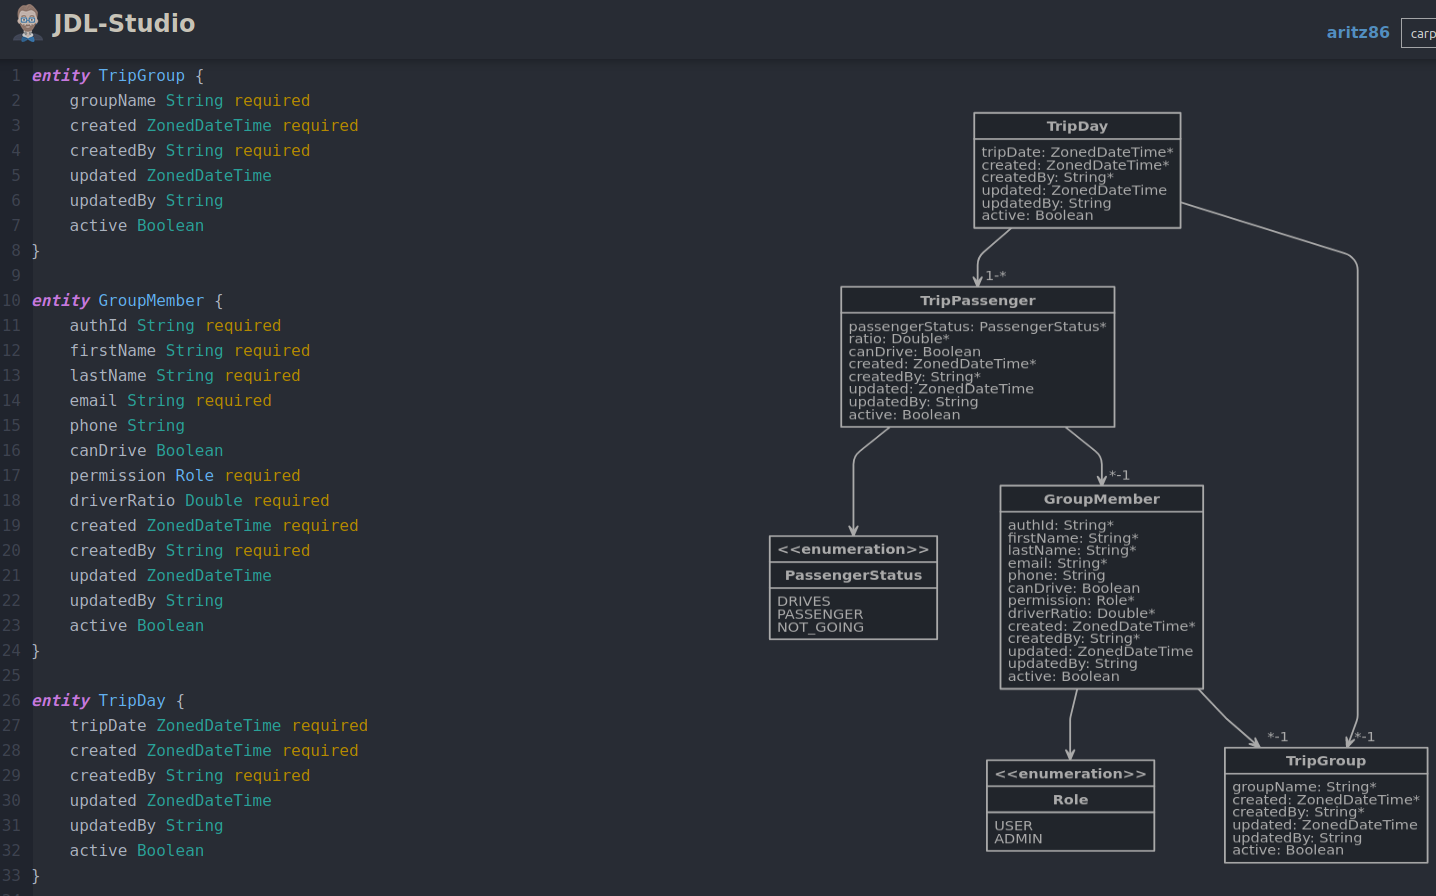 JDL-Studio
aritz86
carp
1 entity TripGroup {
2 groupName String required
3 created ZonedDateTime required
4 createdBy String required
5 updated ZonedDateTime
6 updatedBy String
7 active Boolean
8 }
9
10 entity GroupMember {
11 authId String required
12 firstName String required
13 lastName String required
14 email String required
15 phone String
16 canDrive Boolean
17 permission Role required
18 driverRatio Double required
19 created ZonedDateTime required
20 createdBy String required
21 updated ZonedDateTime
22 updatedBy String
23 active Boolean
24 }
25
26 entity TripDay {
27 tripDate ZonedDateTime required
28 created ZonedDateTime required
29 createdBy String required
30 updated ZonedDateTime
31 updatedBy String
32 active Boolean
33 }
TripDay
tripDate: ZonedDateTime*
created: ZonedDateTime*
createdBy: String*
updated: ZonedDateTime
updatedBy: String
active: Boolean
1-*
TripPassenger
passengerStatus: PassengerStatus*
ratio: Double*
canDrive: Boolean
created: ZonedDateTime*
createdBy: String*
updated: ZonedDateTime
updatedBy: String
active: Boolean
*-1
<<enumeration>>
PassengerStatus
DRIVES
PASSENGER
NOT_GOING
GroupMember
authId: String*
firstName: String*
lastName: String*
email: String*
phone: String
canDrive: Boolean
permission: Role*
driverRatio: Double*
created: ZonedDateTime*
createdBy: String*
updated: ZonedDateTime
updatedBy: String
active: Boolean
*-1
*-1
<<enumeration>>
Role
USER
ADMIN
TripGroup
groupName: String*
created: ZonedDateTime*
createdBy: String*
updated: ZonedDateTime
updatedBy: String
active: Boolean